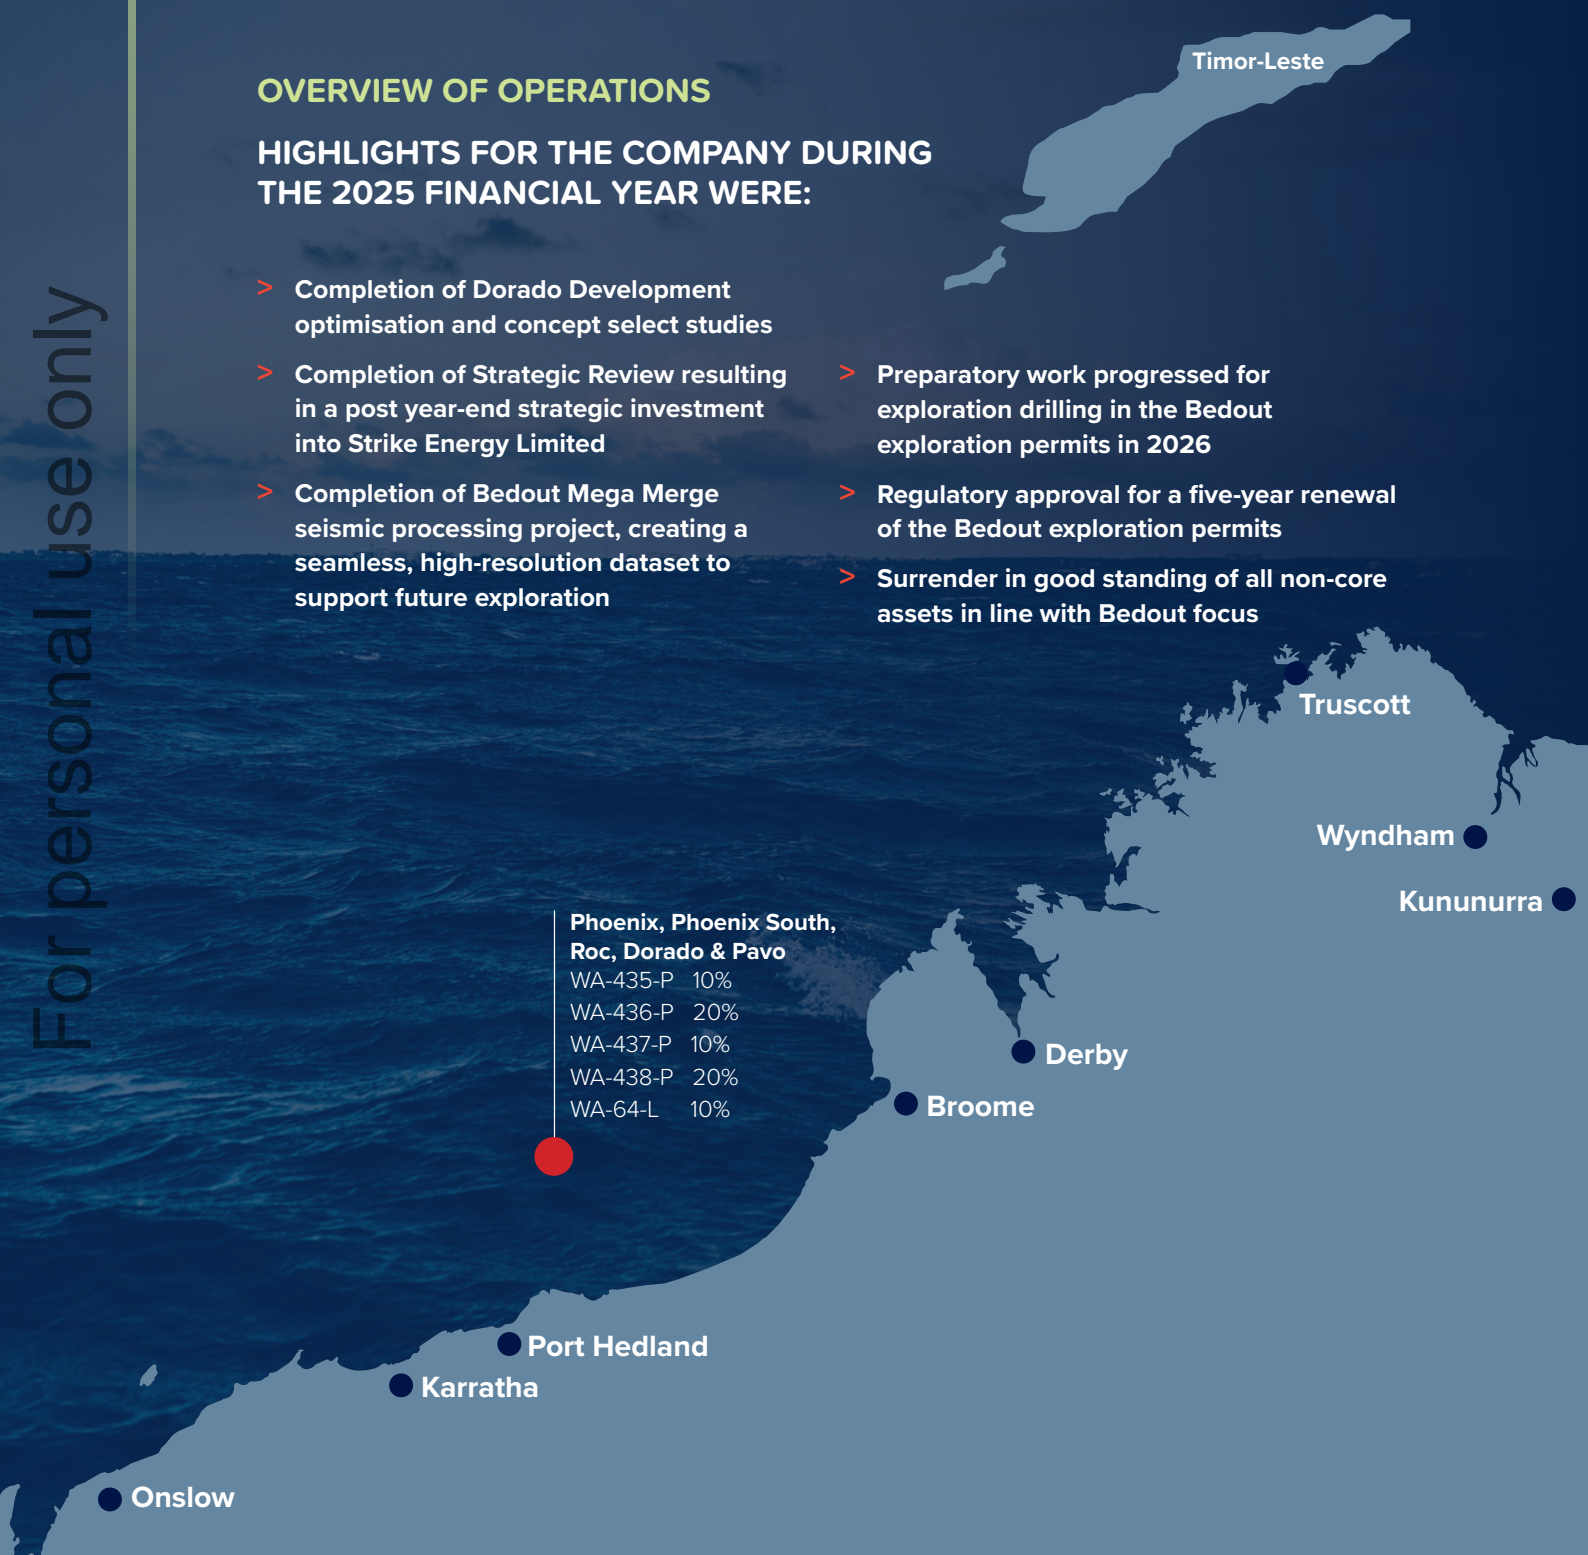 For personal use only
OVERVIEW OF OPERATIONS
HIGHLIGHTS FOR THE COMPANY DURING
THE 2025 FINANCIAL YEAR WERE:
> Completion of Dorado Development
optimisation and concept select studies
> Completion of Strategic Review resulting
in a post year-end strategic investment
into Strike Energy Limited
> Completion of Bedout Mega Merge
seismic processing project, creating a
seamless, high-resolution dataset to
support future exploration
> Preparatory work progressed for
exploration drilling in the Bedout
exploration permits in 2026
> Regulatory approval for a five-year renewal
of the Bedout exploration permits
> Surrender in good standing of all non-core
assets in line with Bedout focus
Timor-Leste
Truscott
Wyndham
Kununurra
Phoenix, Phoenix South,
Roc, Dorado & Pavo
WA-435-P 10%
WA-436-P 20%
WA-437-P 10%
WA-438-P 20%
WA-64-L 10%
Derby
Broome
Port Hedland
Karratha
Onslow